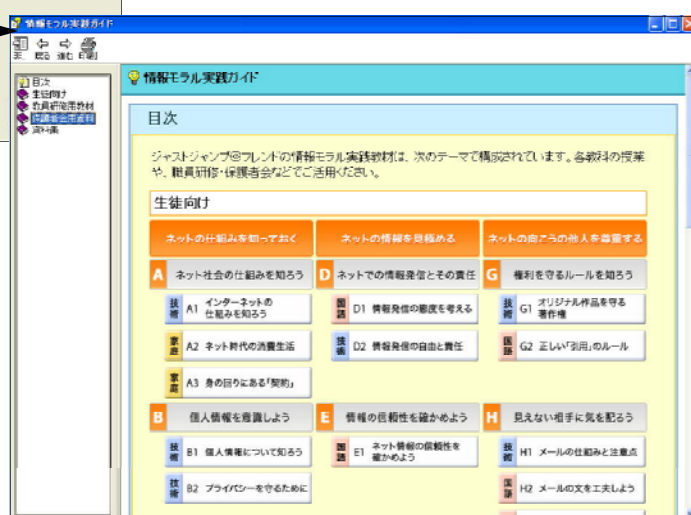 情報モラル実践ガイド
戻る 進む 印刷
目次
生徒向け
教員研修用教材
保護者会用資料
資料集
情報モラル実践ガイド
目次
ジャストジャンプ@フレンドの情報モラル実践教材は、次のテーマで構成されています。各教科の授業
や、職員研修・保護者会などでご活用ください。
生徒向け
ネットの仕組みを知っておく
ネットの情報を見極める
ネットの向こうの他人を尊重する
A ネット社会の仕組みを知ろう
D ネットでの情報発信とその責任
G 権利を守るルールを知ろう
技術 A1 インターネットの
仕組みを知ろう
国語 D1 情報発信の態度を考える
技術 G1 オリジナル作品を守る
著作権
家庭 A2 ネット時代の消費生活
技術 D2 情報発信の自由と責任
国語 G2 正しい「引用」のルール
家庭 A3 身の回りにある「契約」
B 個人情報を意識しよう
E 情報の信頼性を確かめよう
H 見えない相手に気を配ろう
技術 B1 個人情報について知ろう
国語 E1 ネット情報の信頼性を
確かめよう
技術 H1 メールの仕組みと注意点
技術 B2 プライバシーを守るために
国語 H2 メールの文を工夫しよう